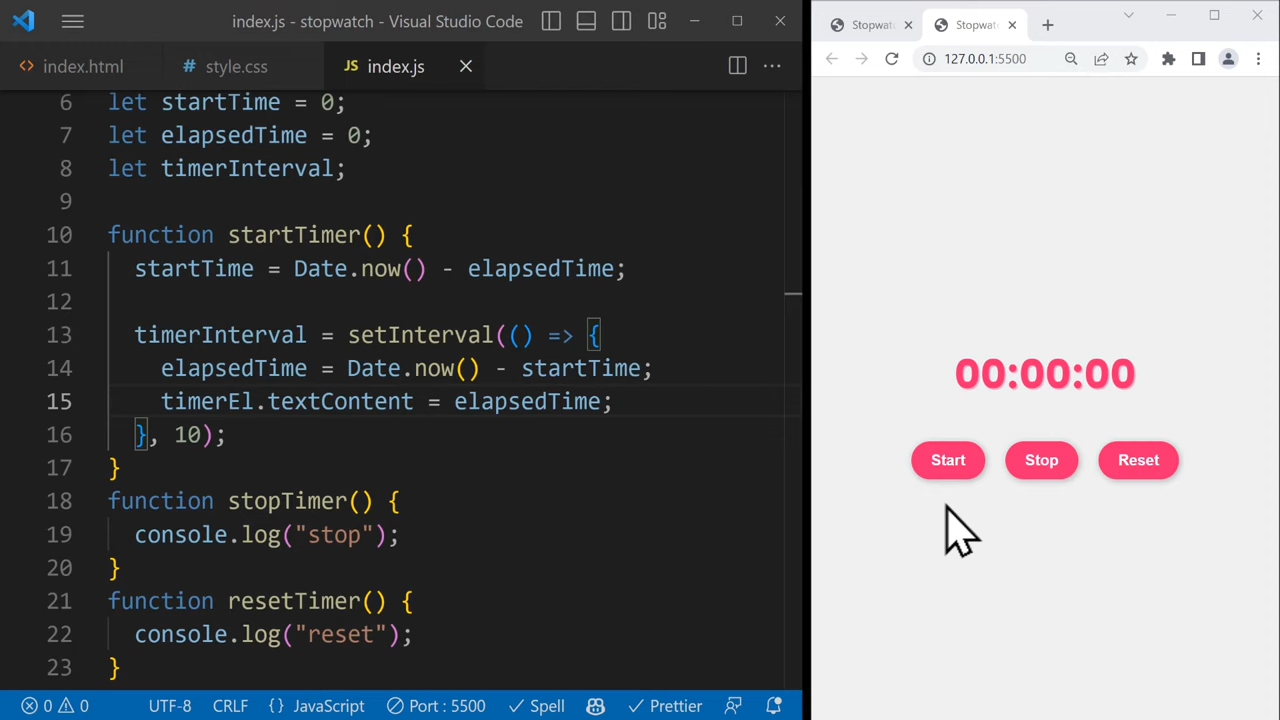 index.js - stopwatch - Visual Studio Code
<> index.html
# style.css
JS index.js
6 let startTime = 0;
7 let elapsedTime = 0;
8 let timerInterval;
9
10 function startTimer() {
11 startTime = Date.now() - elapsedTime;
12
13 timerInterval = setInterval(() => {
14 elapsedTime = Date.now() - startTime;
15 timerEl.textContent = elapsedTime;
16 }, 10);
17 }
18 function stopTimer() {
19 console.log("stop");
20 }
21 function resetTimer() {
22 console.log("reset");
23 }
0 0 UTF-8 CRLF {} JavaScript Port : 5500 Spell Prettier
Stopwatc Stopwatc
127.0.0.1:5500
00:00:00
Start Stop Reset